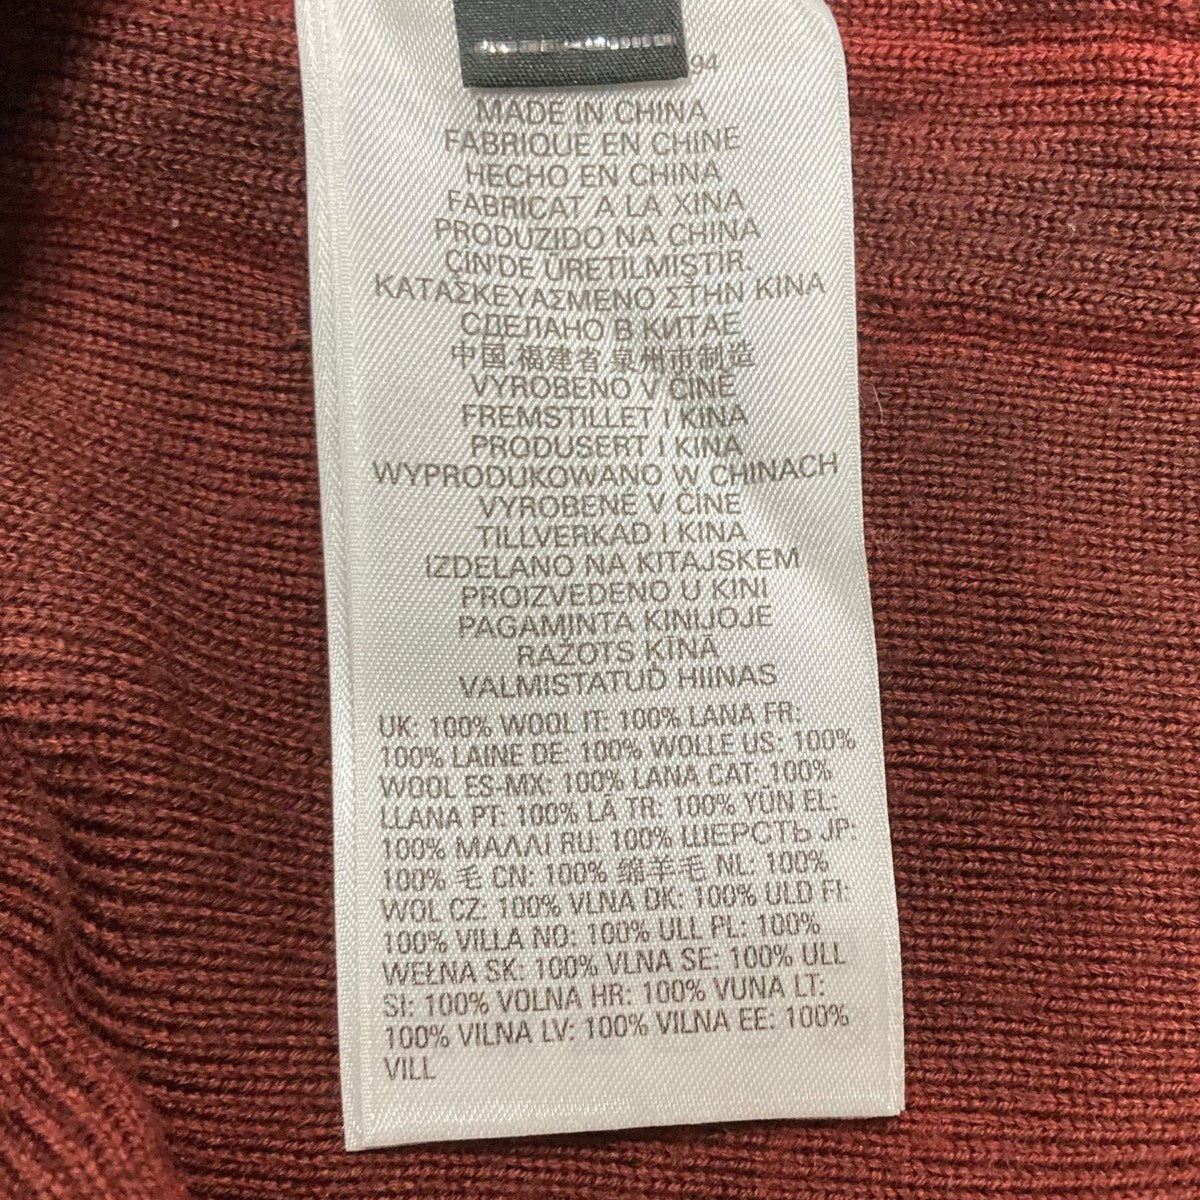 94
MADE IN CHINA
FABRIQUE EN CHINE
HECHO EN CHINA
FABRICAT A LA XINA
PRODUZIDO NA CHINA
ÇIN'DE ÜRETILMIŞTIR.
ΚΑΤΑΣΚΕΥΑΣΜΕΝΟ ΣΤΗΝ ΚΙΝΑ
СДЕЛАНО В КИТАЕ
中国.福建省.泉州市制造
VYROBENO V ČÍNĚ
FREMSTILLET I KINA
PRODUSERT I KINA
WYPRODUKOWANO W CHINACH
VYROBENÉ V ČÍNE
TILLVERKAD I KINA
IZDELANO NA KITAJSKEM
PROIZVEDENO U KINI
PAGAMINTA KINIJOJE
RAŽOTS ĶĪNĀ
VALMISTATUD HIINAS
UK: 100% WOOL IT: 100% LANA FR:
100% LAINE DE: 100% WOLLE US: 100%
WOOL ES-MX: 100% LANA CAT: 100%
LLANA PT: 100% LÃ TR: 100% YÜN EL:
100% ΜΑΛΛΙ RU: 100% ШЕРСТЬ JP:
100% 毛 CN: 100% 绵羊毛 NL: 100%
WOL CZ: 100% VLNA DK: 100% ULD FI:
100% VILLA NO: 100% ULL PL: 100%
WEŁNA SK: 100% VLNA SE: 100% ULL
SI: 100% VOLNA HR: 100% VUNA LT:
100% VILNA LV: 100% VILNA EE: 100%
VILL